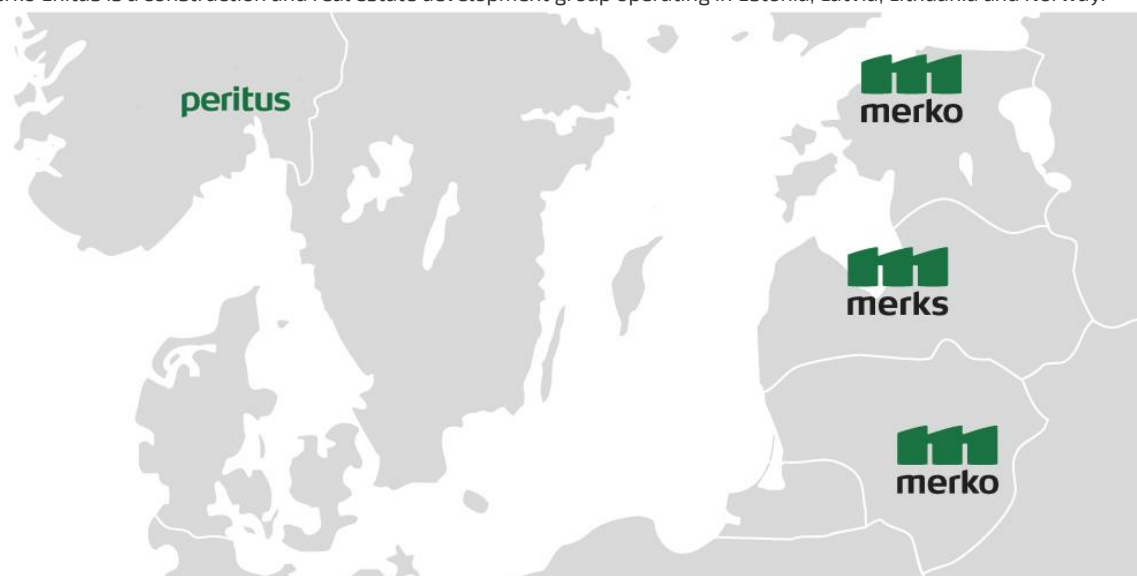 Ehitus is a construction and real estate development group operating in Estonia, Latvia, Lithuania and Norway.
peritus
merko
merks
merko